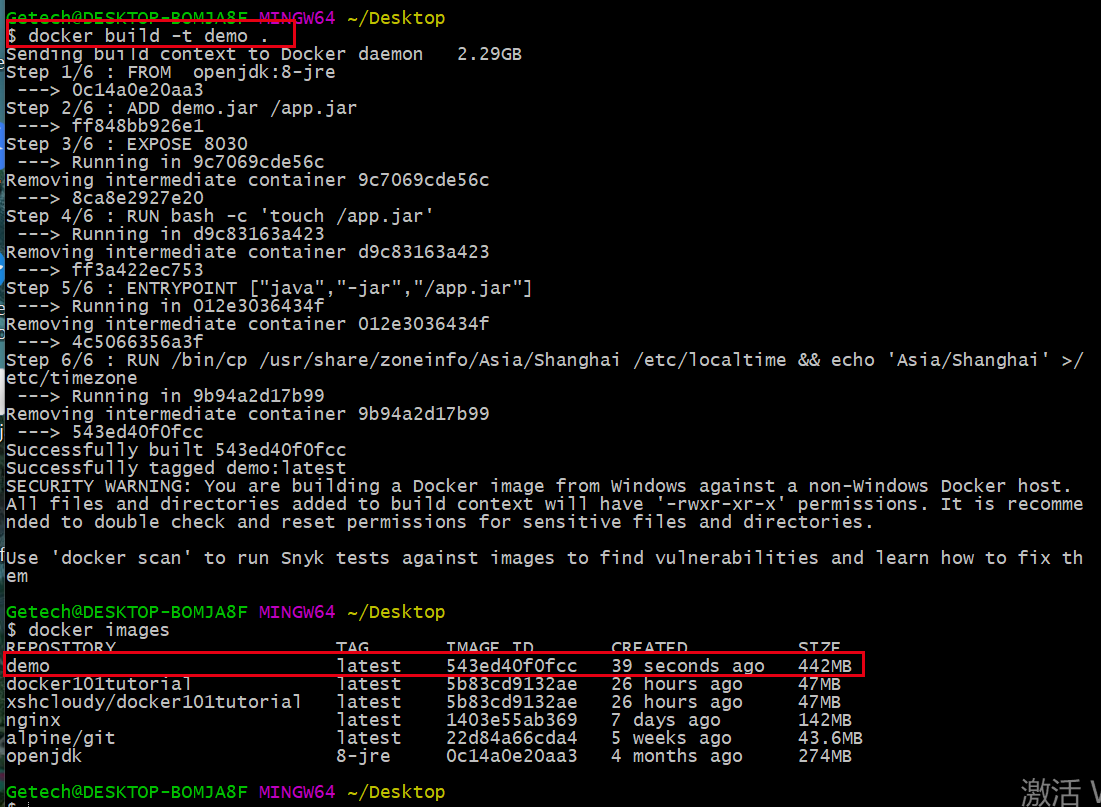 Getech@DESKTOP-BOMJA8F MINGW64 ~/Desktop
$ docker build -t demo .
Sending build context to Docker daemon   2.29GB
Step 1/6 : FROM  openjdk:8-jre
 ---> 0c14a0e20aa3
Step 2/6 : ADD demo.jar /app.jar
 ---> ff848bb926e1
Step 3/6 : EXPOSE 8030
 ---> Running in 9c7069cde56c
Removing intermediate container 9c7069cde56c
 ---> 8ca8e2927e20
Step 4/6 : RUN bash -c 'touch /app.jar'
 ---> Running in d9c83163a423
Removing intermediate container d9c83163a423
 ---> ff3a422ec753
Step 5/6 : ENTRYPOINT ["java","-jar","/app.jar"]
 ---> Running in 012e3036434f
Removing intermediate container 012e3036434f
 ---> 4c5066356a3f
Step 6/6 : RUN /bin/cp /usr/share/zoneinfo/Asia/Shanghai /etc/localtime && echo 'Asia/Shanghai' >/
etc/timezone
 ---> Running in 9b94a2d17b99
Removing intermediate container 9b94a2d17b99
 ---> 543ed40f0fcc
Successfully built 543ed40f0fcc
Successfully tagged demo:latest
SECURITY WARNING: You are building a Docker image from Windows against a non-Windows Docker host.
All files and directories added to build context will have '-rwxr-xr-x' permissions. It is recomme
nded to double check and reset permissions for sensitive files and directories.
Use 'docker scan' to run Snyk tests against images to find vulnerabilities and learn how to fix th
em
Getech@DESKTOP-BOMJA8F MINGW64 ~/Desktop
$ docker images
REPOSITORY                    TAG       IMAGE ID       CREATED          SIZE
demo                          latest    543ed40f0fcc   39 seconds ago   442MB
docker101tutorial             latest    5b83cd9132ae   26 hours ago     47MB
xshcloudy/docker101tutorial   latest    5b83cd9132ae   26 hours ago     47MB
nginx                         latest    1403e55ab369   7 days ago       142MB
alpine/git                    latest    22d84a66cda4   5 weeks ago      43.6MB
openjdk                       8-jre     0c14a0e20aa3   4 months ago     274MB
Getech@DESKTOP-BOMJA8F MINGW64 ~/Desktop
$
激活